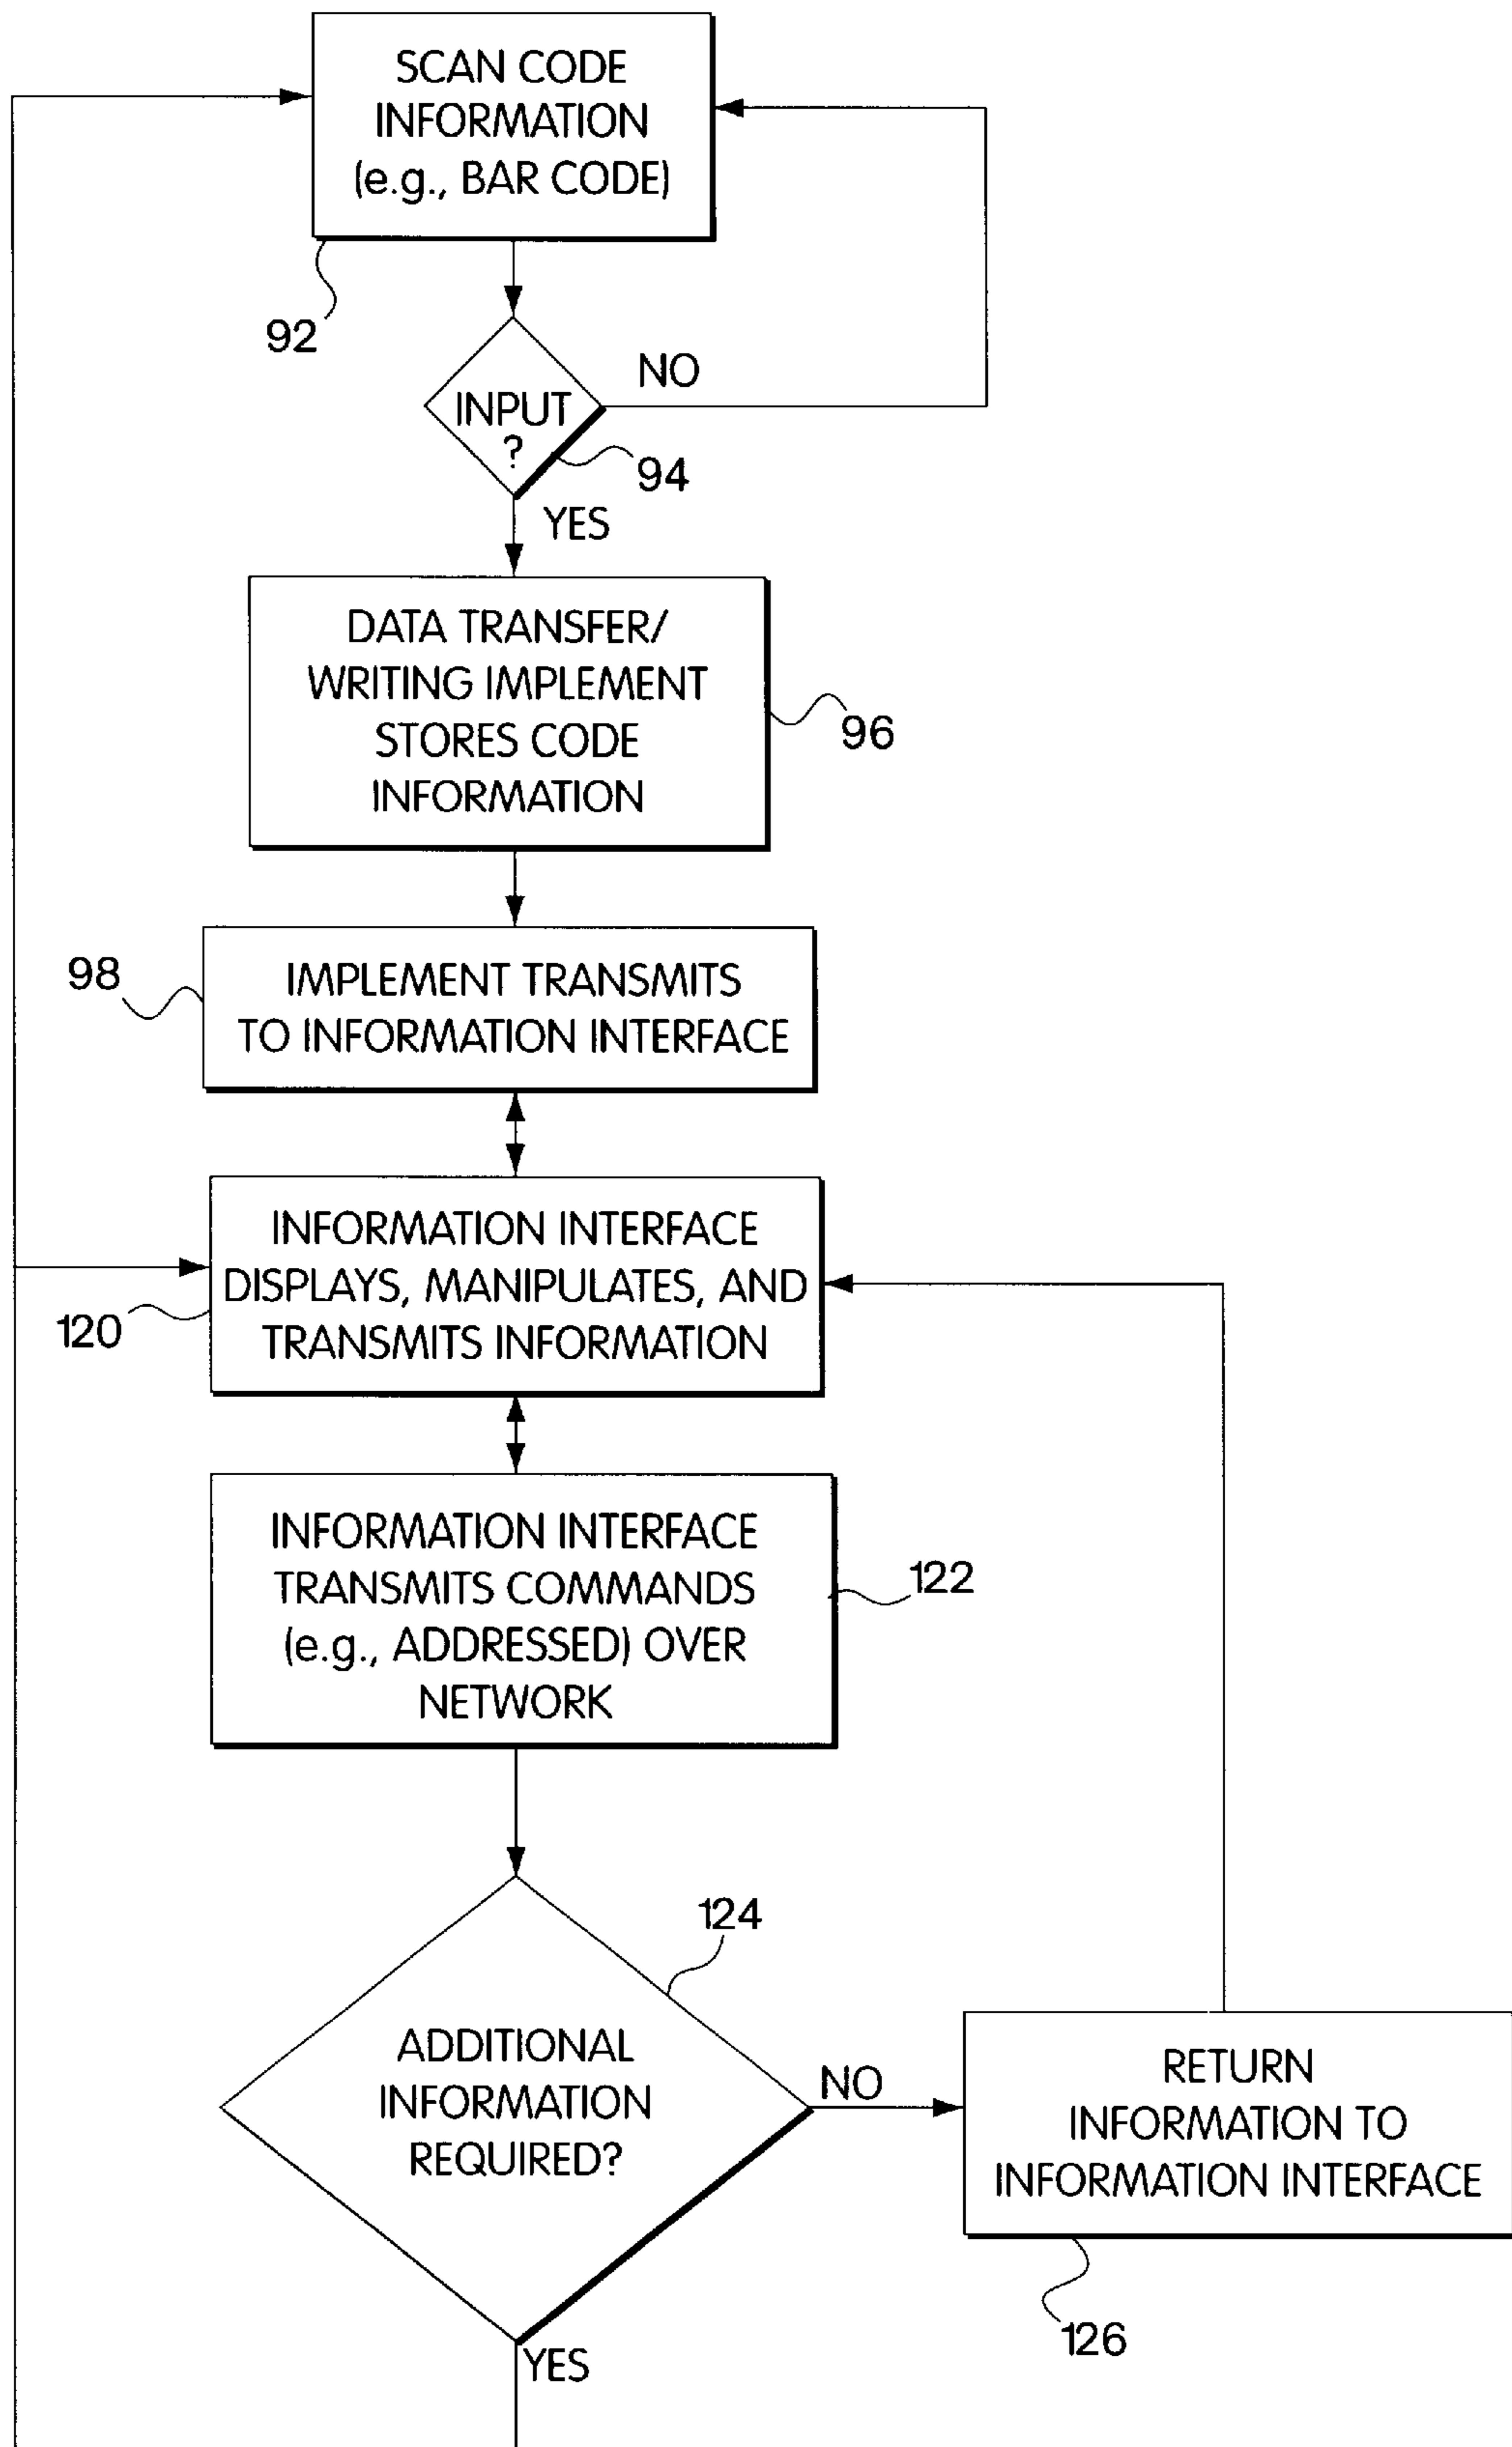 SCAN CODE
INFORMATION
(e.g., BAR CODE)
92
INPUT
?
NO
94
YES
DATA TRANSFER/
WRITING IMPLEMENT
STORES CODE
INFORMATION
96
98
IMPLEMENT TRANSMITS
TO INFORMATION INTERFACE
INFORMATION INTERFACE
DISPLAYS, MANIPULATES, AND
TRANSMITS INFORMATION
120
INFORMATION INTERFACE
TRANSMITS COMMANDS
(e.g., ADDRESSED) OVER
NETWORK
122
124
ADDITIONAL
INFORMATION
REQUIRED?
NO
RETURN
INFORMATION TO
INFORMATION INTERFACE
126
YES